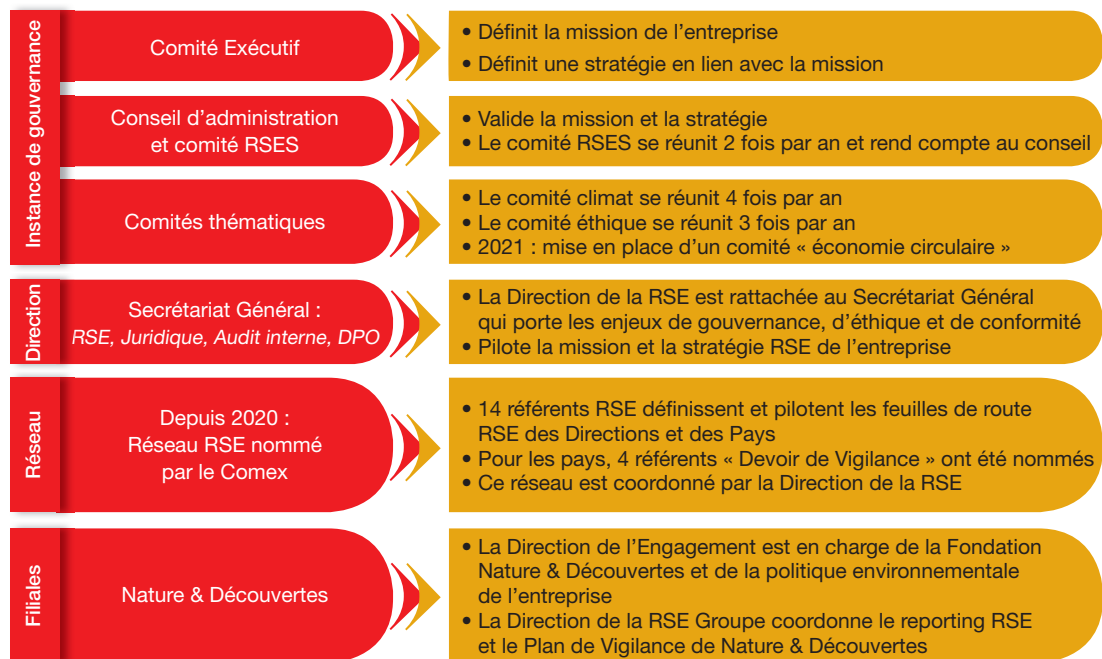 Instance de gouvernance
Comité Exécutif
• Définit la mission de l’entreprise
• Définit une stratégie en lien avec la mission
Conseil d’administration
et comité RSES
• Valide la mission et la stratégie
• Le comité RSES se réunit 2 fois par an et rend compte au conseil
Comités thématiques
• Le comité climat se réunit 4 fois par an
• Le comité éthique se réunit 3 fois par an
• 2021 : mise en place d’un comité « économie circulaire »
Direction
Secrétariat Général :
RSE, Juridique, Audit interne, DPO
• La Direction de la RSE est rattachée au Secrétariat Général
qui porte les enjeux de gouvernance, d’éthique et de conformité
• Pilote la mission et la stratégie RSE de l’entreprise
Réseau
Depuis 2020 :
Réseau RSE nommé
par le Comex
• 14 référents RSE définissent et pilotent les feuilles de route
RSE des Directions et des Pays
• Pour les pays, 4 référents « Devoir de Vigilance » ont été nommés
• Ce réseau est coordonné par la Direction de la RSE
Filiales
Nature & Découvertes
• La Direction de l’Engagement est en charge de la Fondation
Nature & Découvertes et de la politique environnementale
de l’entreprise
• La Direction de la RSE Groupe coordonne le reporting RSE
et le Plan de Vigilance de Nature & Découvertes